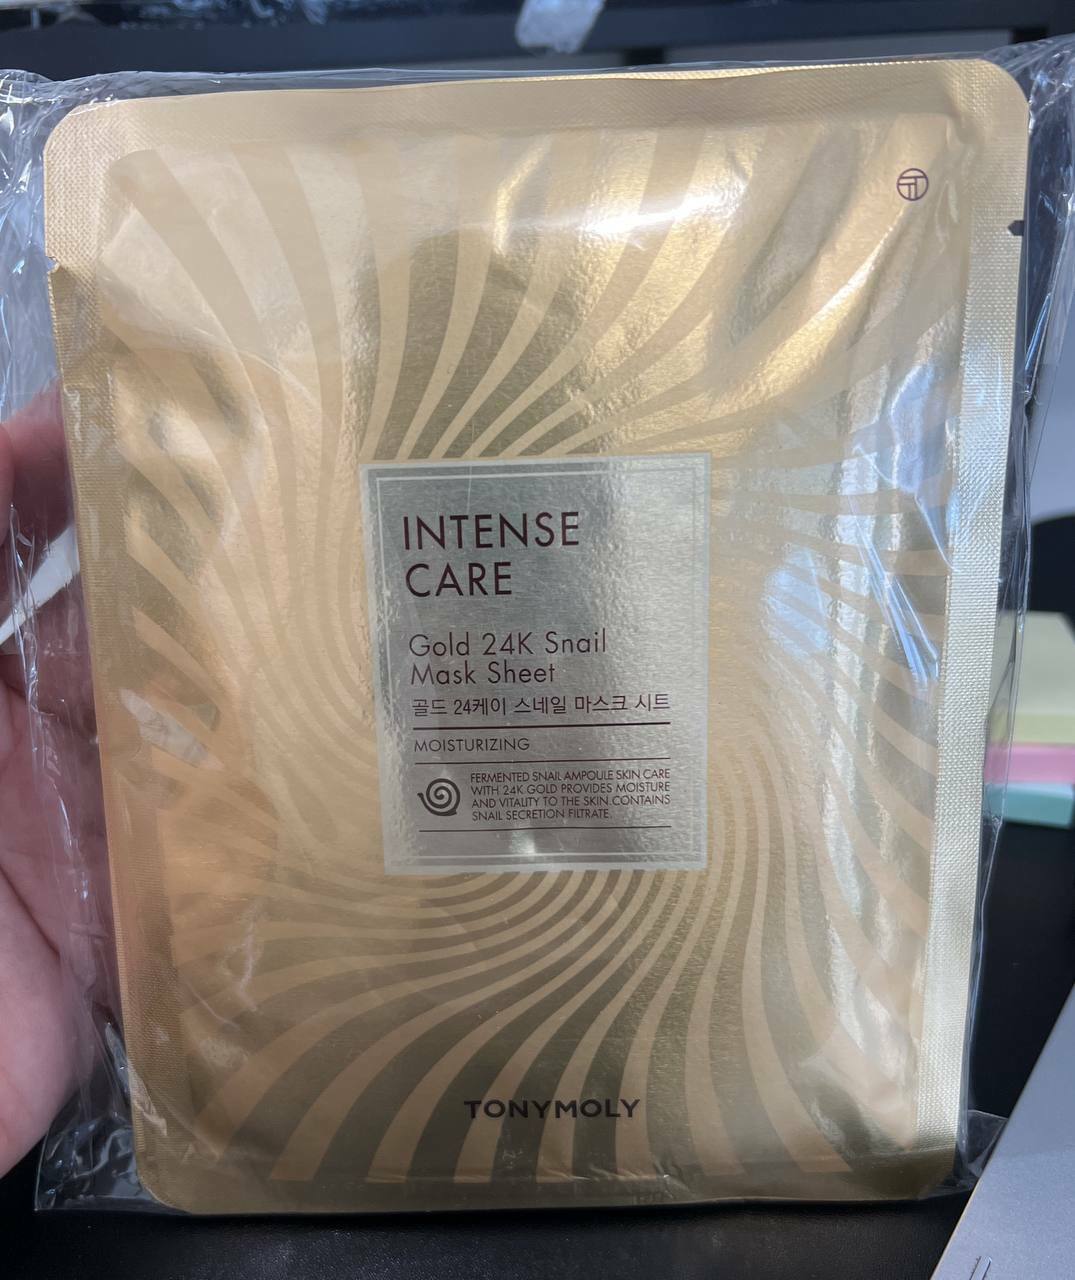 INTENSE
CARE
Gold 24K Snail
Mask Sheet
골드 24케이 스네일 마스크 시트
MOISTURIZING
FERMENTED SNAIL AMPOULE SKIN CARE
WITH 24K GOLD PROVIDES MOISTURE
AND VITALITY TO THE SKIN.CONTAINS
SNAIL SECRETION FILTRATE.
TONYMOLY